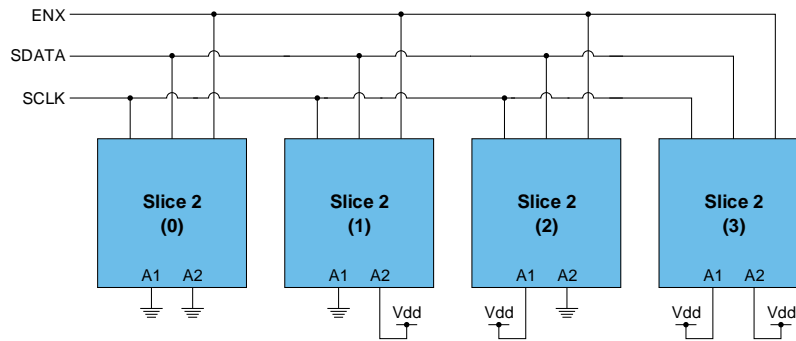 ENX
SDATA
SCLK
Slice 2
(0)
Slice 2
(1)
Slice 2
(2)
Slice 2
(3)
A1 A2
A1 A2
A1 A2
A1 A2
Vdd
Vdd
Vdd
Vdd